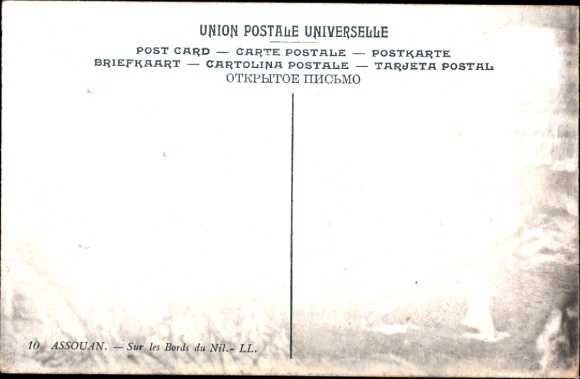 UNION POSTALE UNIVERSELLE
POST CARD — CARTE POSTALE — POSTKARTE
BRIEFKAART — CARTOLINA POSTALE — TARJETA POSTAL
ОТКРЫТОЕ ПИСЬМО
10 ASSOUAN. — Sur les Bords du Nil.- LL.